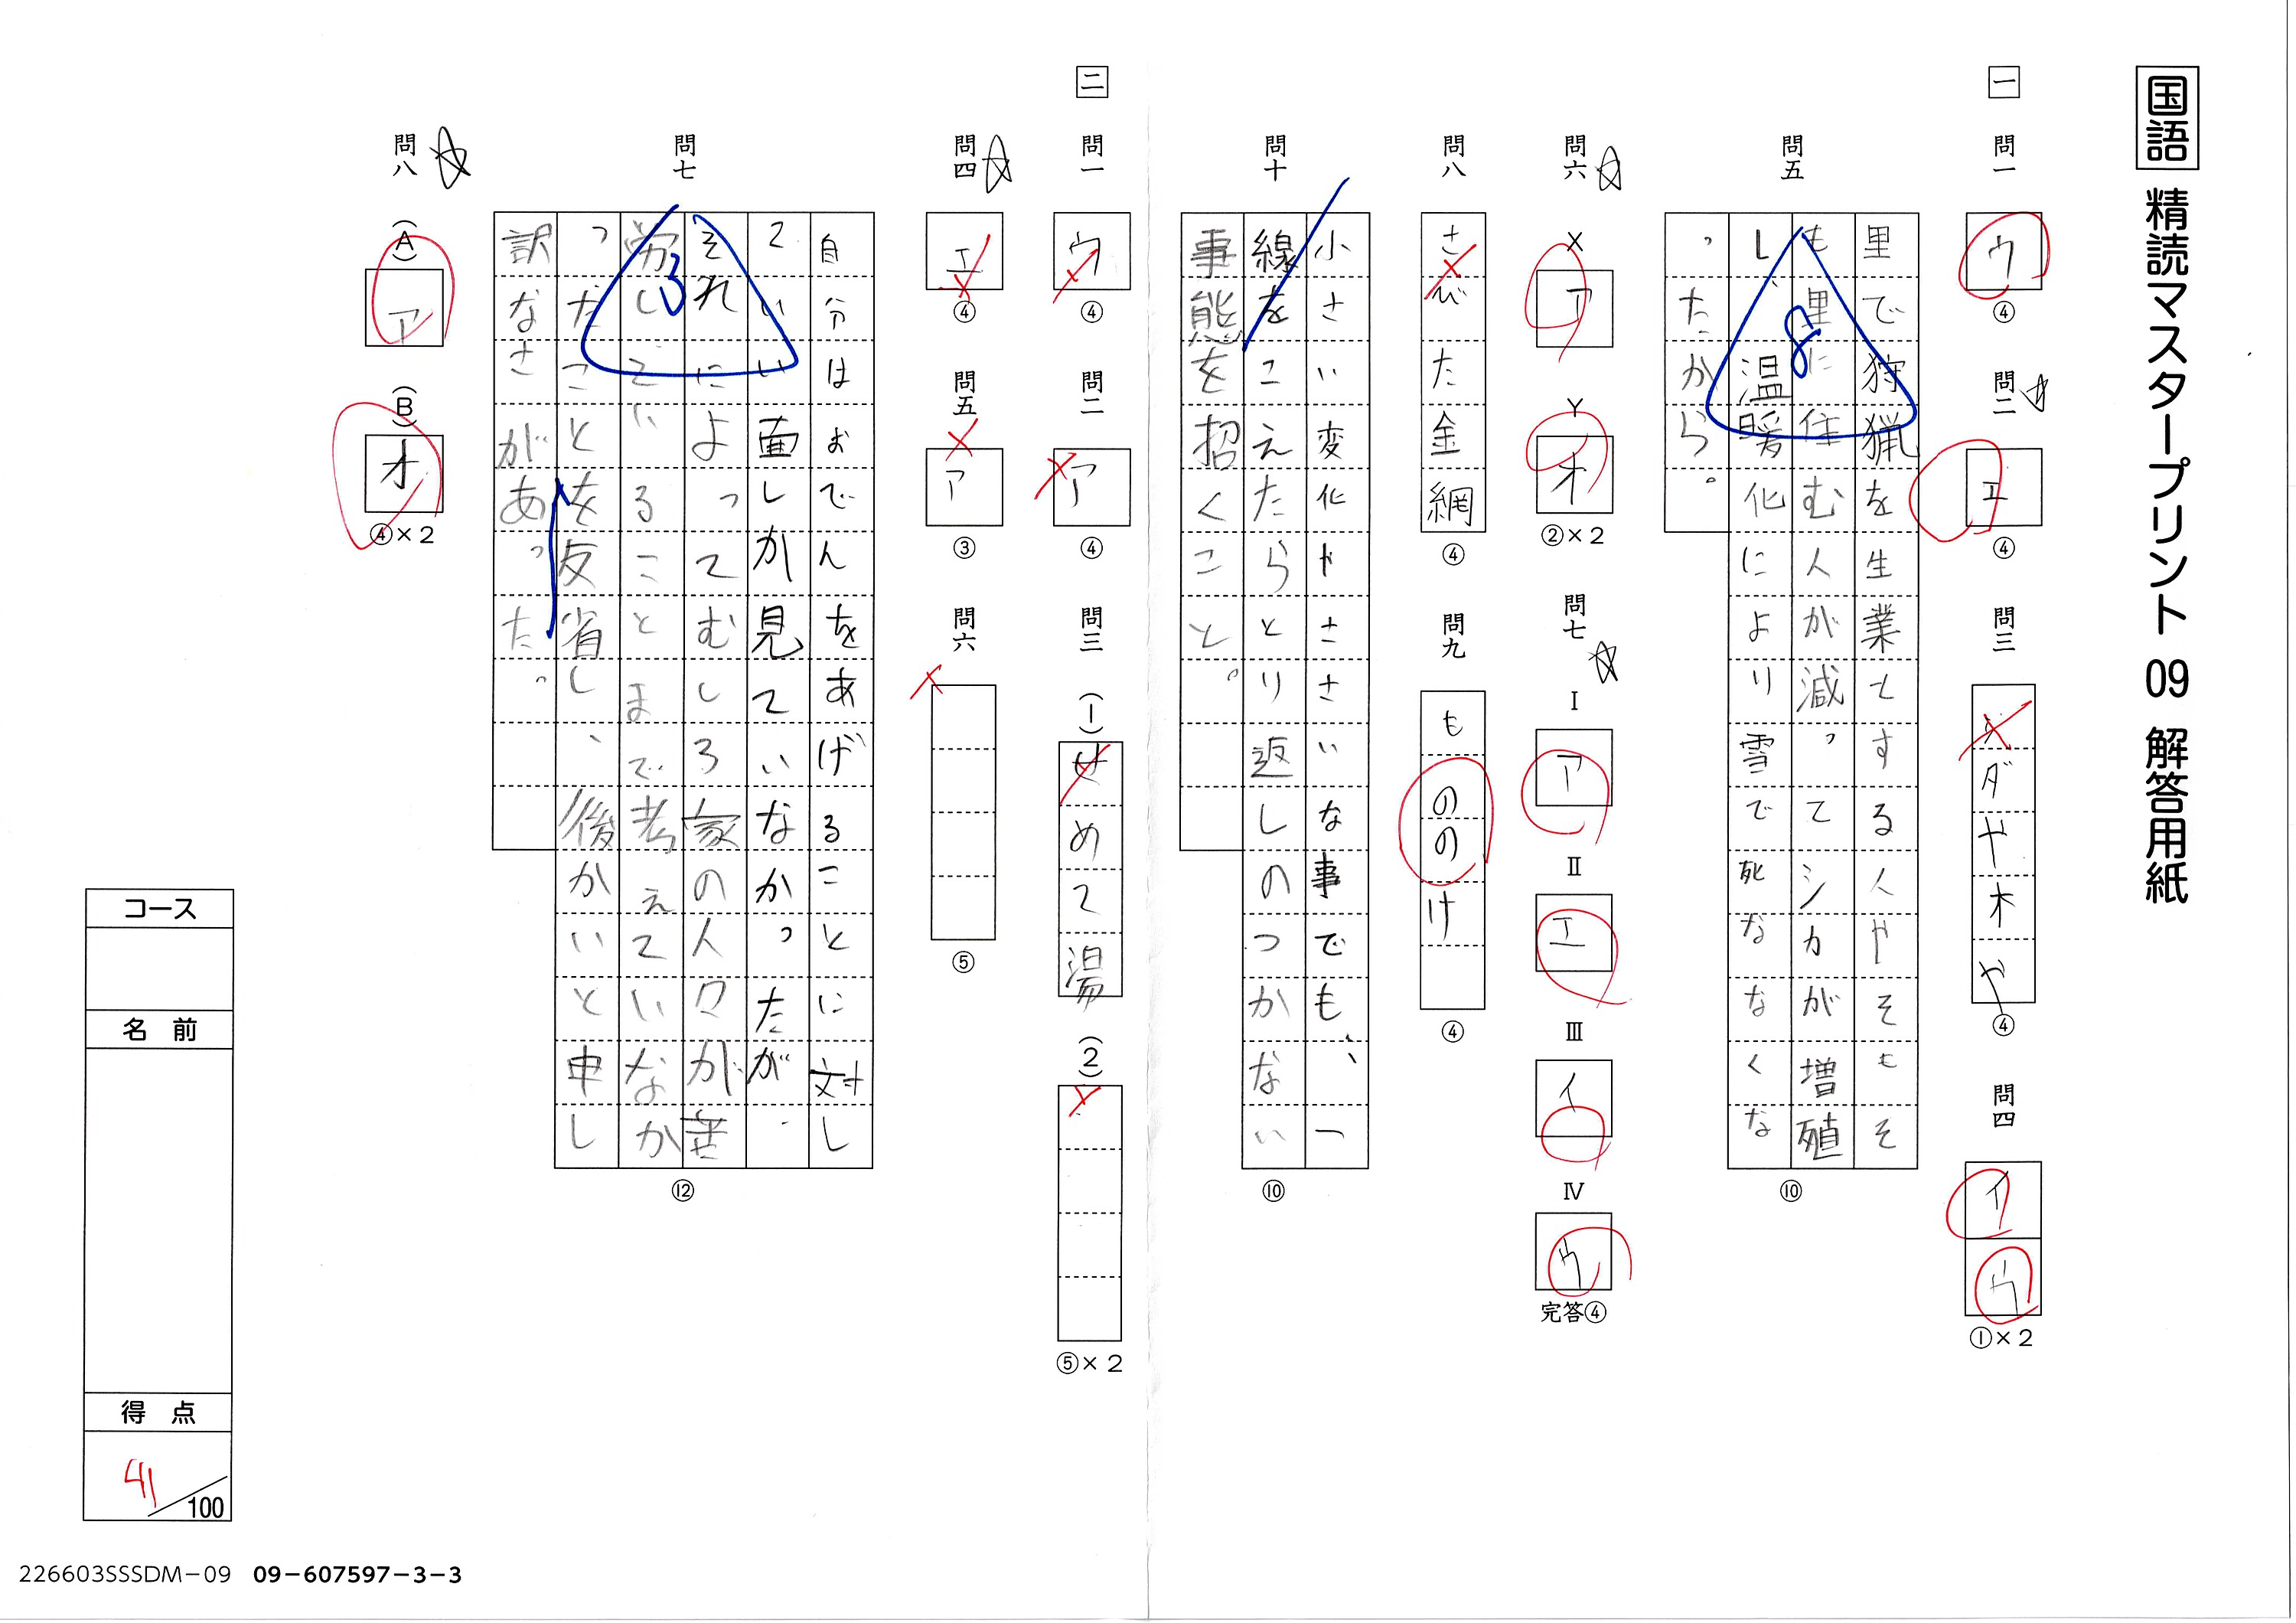 国語 精読マスタープリント 09 解答用紙
一
問一
ウ
④
問二
エ
④
問三
ダヤ木や
④
問四
イ
ウ
①×2
問五
里で狩猟を生業とする人やそもそ
も里に住む人が減ってシカが増殖
し、温暖化により雪で死ななくな
ったから。
⑩
問六
X
ア
Y
オ
②×2
問七
Ⅰ
ア
Ⅱ
エ
Ⅲ
イ
Ⅳ
ウ
完答④
問八
さびた金網
④
問九
もののけ
④
問十
小さい変化やささいな事でも、一
線をこえたらとり返しのつかない
事態を招くこと。
⑩
二
問一
ウ
④
問二
ア
④
問三
(1)
せめて湯
(2)
⑤×2
問四
エ
④
問五
ア
③
問六
⑤
問七
自分はおでんをあげることに対し
ていい面しか見ていなかったが、
それによってむしろ家の人々が
労しぞいることまで考えていなか
ったことを反省し、後かいと申し
訳なさがあった。
3
8
⑫
問八
(A)
ア
(B)
オ
④×2
コース
名前
得点
41
100
226603SSSDM-09 09-607597-3-3